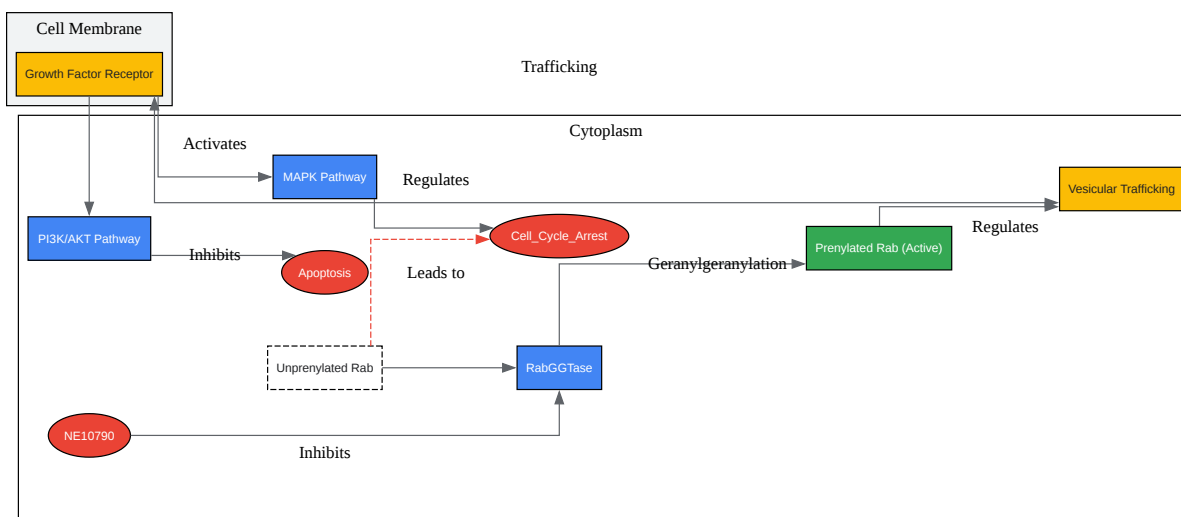 Cell Membrane
Growth Factor Receptor
Trafficking
Cytoplasm
Activates
MAPK Pathway
Regulates
Vesicular Trafficking
PI3K/AKT Pathway
Inhibits
Apoptosis
Cell_Cycle_Arrest
Leads to
Geranylgeranylation
Prenylated Rab (Active)
Regulates
Unprenylated Rab
RabGGTase
NE10790
Inhibits